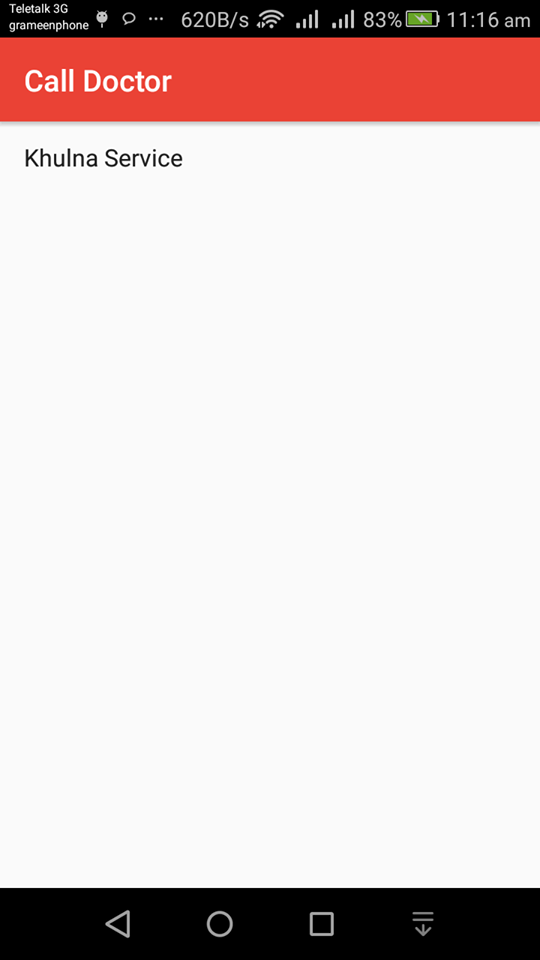 Teletalk 3G
grameenphone ... 620B/s 83% 11:16 am
Call Doctor
Khulna Service